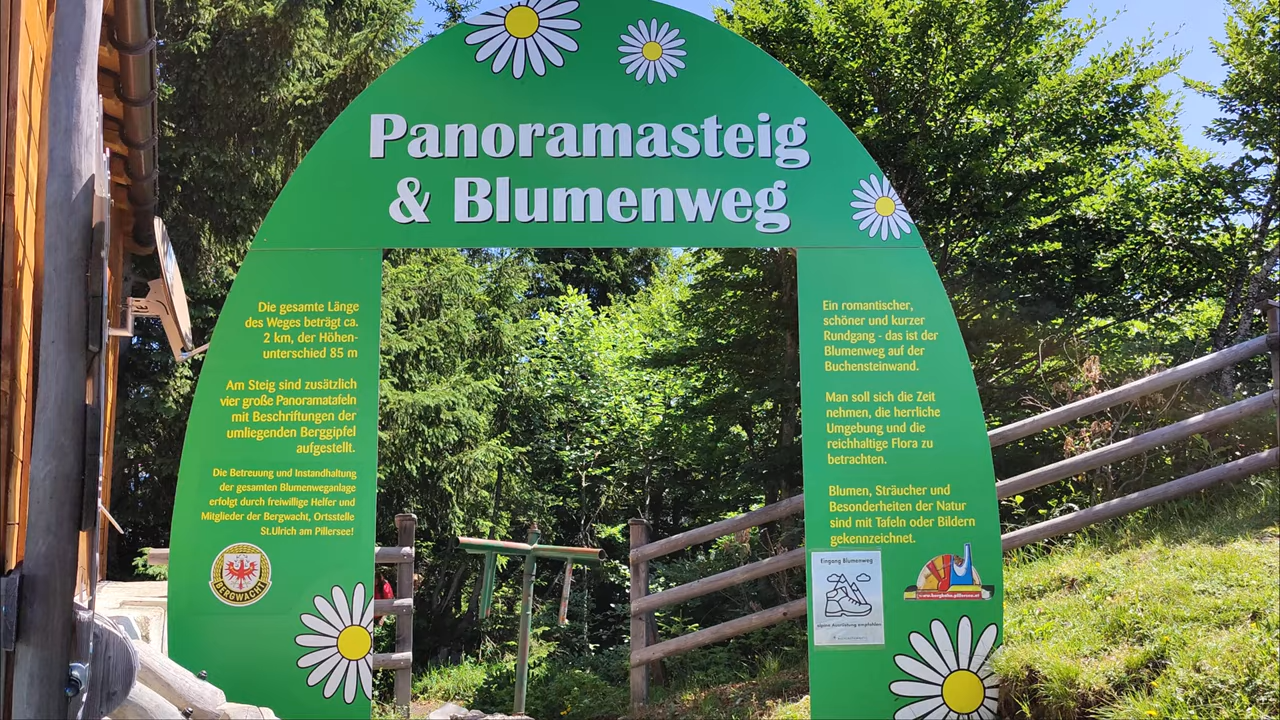 Panoramasteig
& Blumenweg
Die gesamte Länge
des Weges beträgt ca.
2 km, der Höhen-
unterschied 85 m
Am Steig sind zusätzlich
vier große Panoramatafeln
mit Beschriftungen der
umliegenden Berggipfel
aufgestellt.
Die Betreuung und Instandhaltung
der gesamten Blumenweganlage
erfolgt durch freiwillige Helfer und
Mitglieder der Bergwacht, Ortsstelle
St.Ulrich am Pillersee!
BERGWACHT
Ein romantischer,
schöner und kurzer
Rundgang - das ist der
Blumenweg auf der
Buchensteinwand.
Man soll sich die Zeit
nehmen, die herrliche
Umgebung und die
reichhaltige Flora zu
betrachten.
Blumen, Sträucher und
Besonderheiten der Natur
sind mit Tafeln oder Bildern
gekennzeichnet.
Eingang Blumenweg
www.bergbahn.pillersee.at